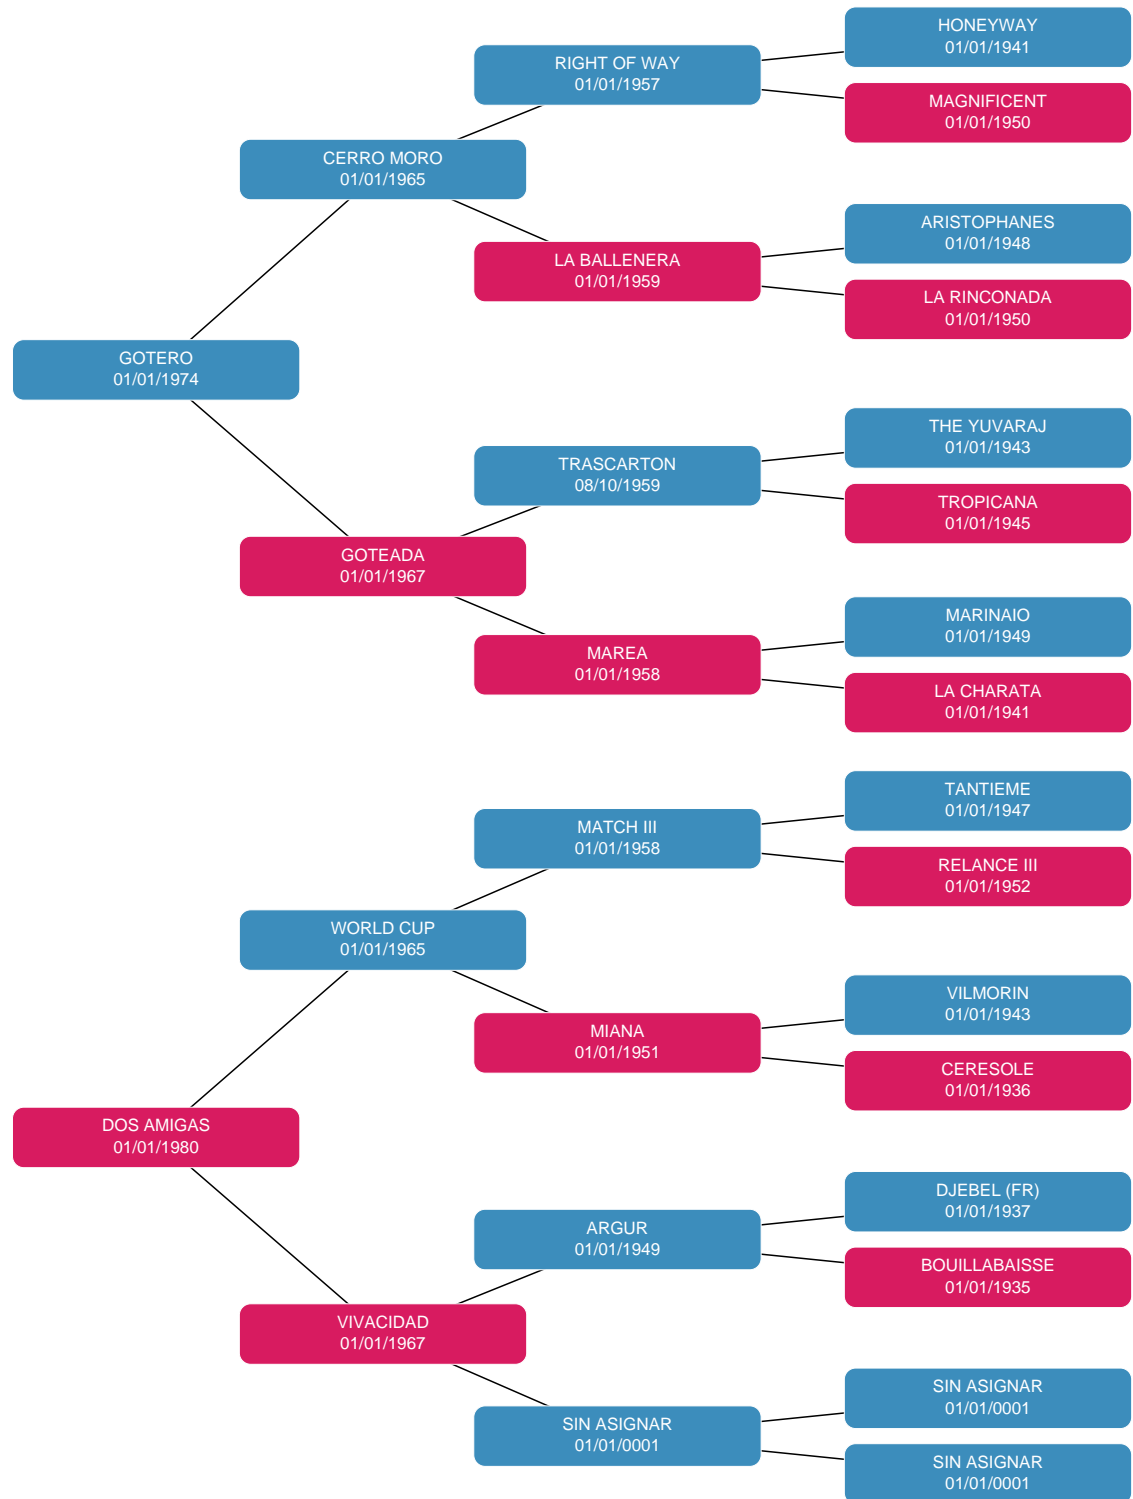 HONEYWAY
01/01/1941
RIGHT OF WAY
01/01/1957
MAGNIFICENT
01/01/1950
CERRO MORO
01/01/1965
ARISTOPHANES
01/01/1948
LA BALLENERA
01/01/1959
LA RINCONADA
01/01/1950
GOTERO
01/01/1974
THE YUVARAJ
01/01/1943
TRASCARTON
08/10/1959
TROPICANA
01/01/1945
GOTEADA
01/01/1967
MARINAIO
01/01/1949
MAREA
01/01/1958
LA CHARATA
01/01/1941
TANTIEME
01/01/1947
MATCH III
01/01/1958
RELANCE III
01/01/1952
WORLD CUP
01/01/1965
VILMORIN
01/01/1943
MIANA
01/01/1951
CERESOLE
01/01/1936
DOS AMIGAS
01/01/1980
DJEBEL (FR)
01/01/1937
ARGUR
01/01/1949
BOUILLABAISSE
01/01/1935
VIVACIDAD
01/01/1967
SIN ASIGNAR
01/01/0001
SIN ASIGNAR
01/01/0001
SIN ASIGNAR
01/01/0001